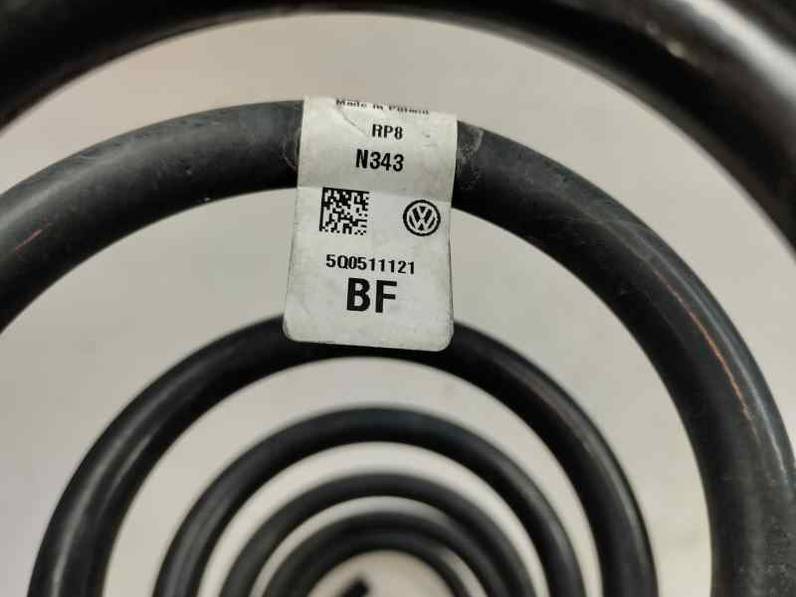 Made in Poland
RP8
N343
5Q0511121
BF